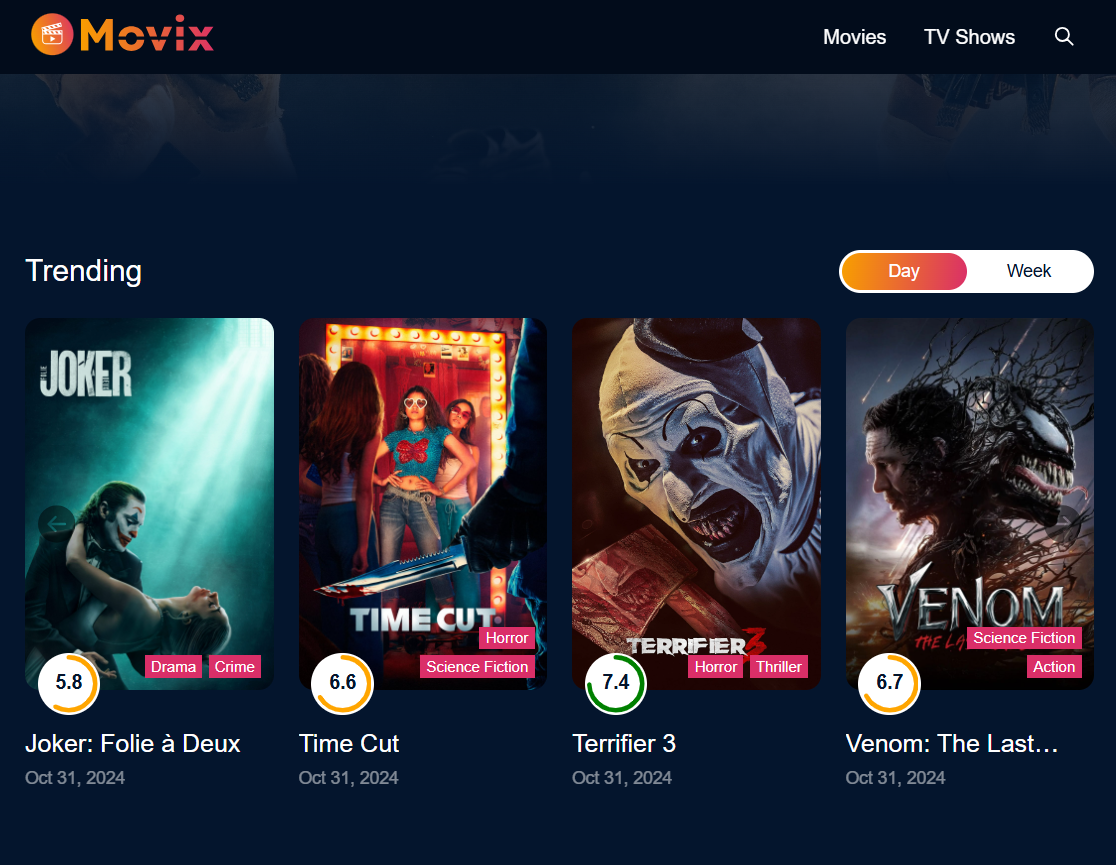 Movix
Movies
TV Shows
Trending
Day
Week
JOKER
FOLIE
Drama
Crime
5.8
Joker: Folie à Deux
Oct 31, 2024
TIME CUT
Horror
Science Fiction
6.6
Time Cut
Oct 31, 2024
TERRIFIER 3
Horror
Thriller
7.4
Terrifier 3
Oct 31, 2024
VENOM
THE LA
Science Fiction
Action
6.7
Venom: The Last…
Oct 31, 2024